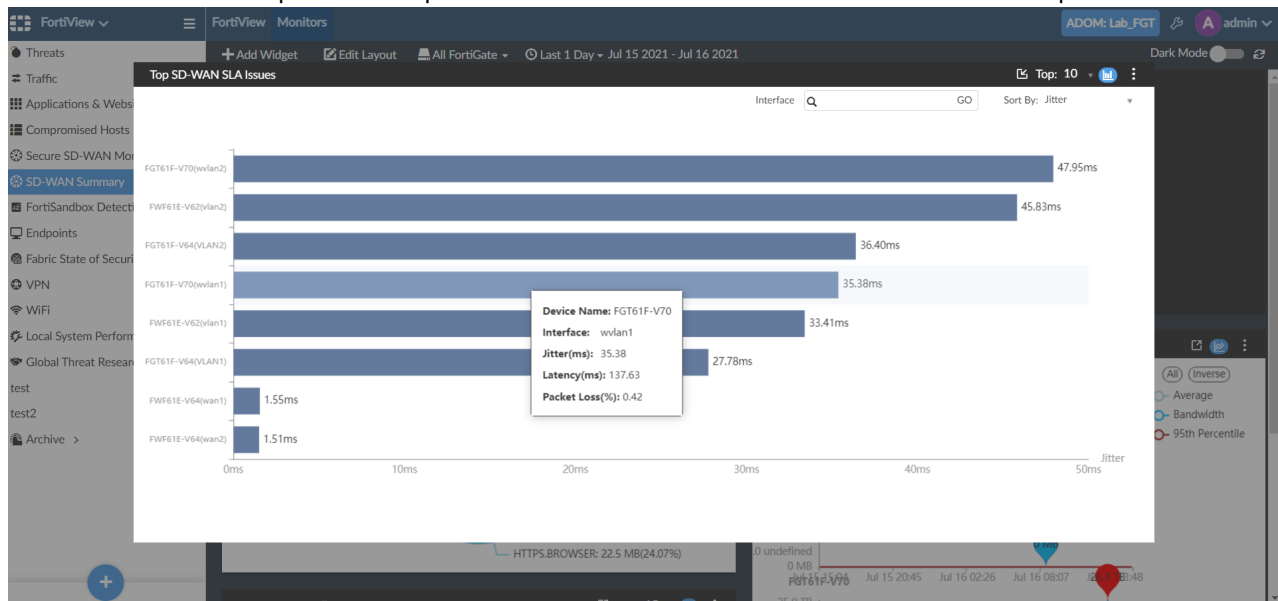 FortiView
FortiView Monitors
ADOM: Lab_FGT
A admin
Threats
Traffic
Applications & Websi
Compromised Hosts
Secure SD-WAN Mor
SD-WAN Summary
FortiSandbox Detecti
Endpoints
Fabric State of Securi
VPN
WiFi
Local System Perform
Global Threat Resear
test
test2
Archive >
+ Add Widget Edit Layout All FortiGate Last 1 Day Jul 15 2021 - Jul 16 2021
Dark Mode
Top SD-WAN SLA Issues
Top: 10
Interface GO Sort By: Jitter
FGT61F-V70(wvlan2) 47.95ms
FWF61E-V62(vlan2) 45.83ms
FGT61F-V64(VLAN2) 36.40ms
FGT61F-V70(wvlan1) 35.38ms
FWF61E-V62(vlan1) 33.41ms
FGT61F-V64(VLAN1) 27.78ms
FWF61E-V64(wan1) 1.55ms
FWF61E-V64(wan2) 1.51ms
0ms 10ms 20ms 30ms 40ms 50ms
Jitter
Device Name: FGT61F-V70
Interface: wvlan1
Jitter(ms): 35.38
Latency(ms): 137.63
Packet Loss(%): 0.42
(All) (Inverse)
Average
Bandwidth
95th Percentile
HTTPS.BROWSER: 22.5 MB(24.07%)
.0 undefined
0 MB
0 MB
FGT61F-V70
Jul 15 20:45 Jul 16 02:26 Jul 16 08:07